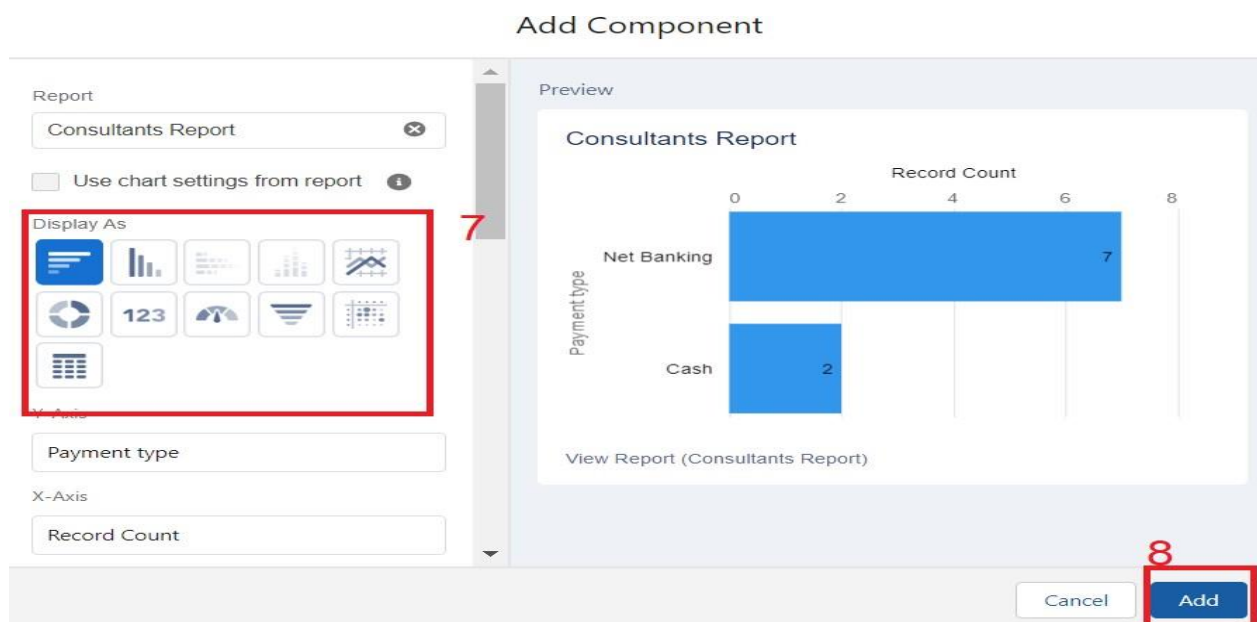 Add Component
Report
Consultants Report
Use chart settings from report
Display As
7
123
Y-Axis
Payment type
X-Axis
Record Count
Preview
Consultants Report
Record Count
0 2 4 6 8
Payment type
Net Banking 7
Cash 2
View Report (Consultants Report)
8
Cancel Add